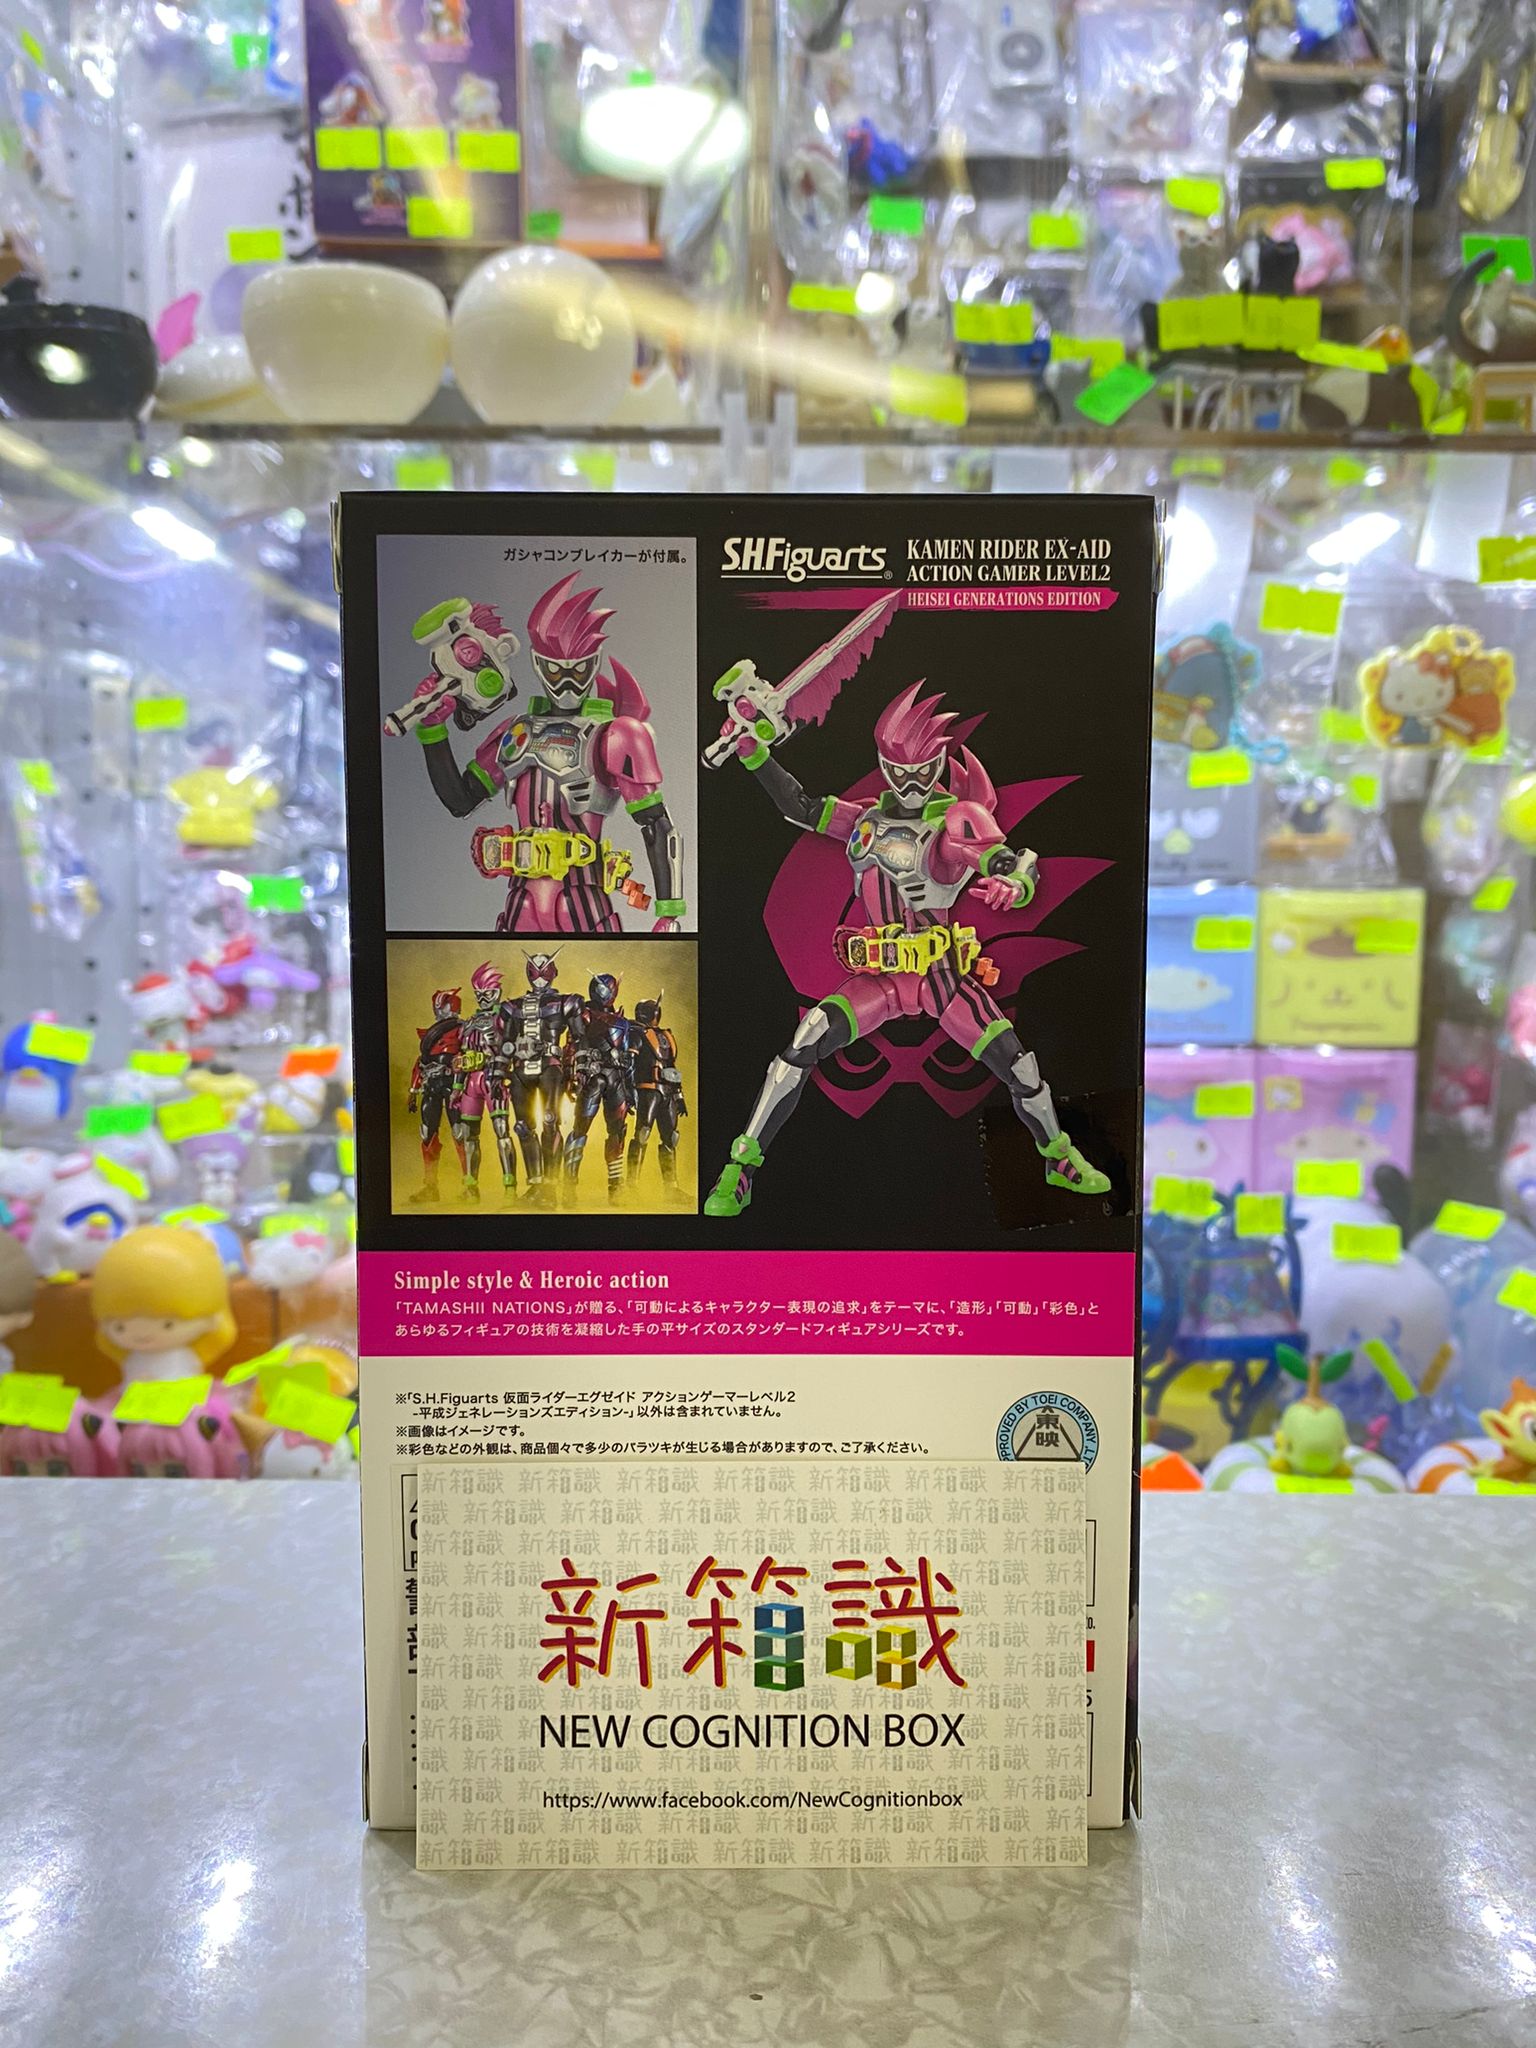 ガシャコンブレイカーが付属。
S.H.Figuarts®
KAMEN RIDER EX-AID
ACTION GAMER LEVEL2
HEISEI GENERATIONS EDITION
Simple style & Heroic action
「TAMASHII NATIONS」が贈る、「可動によるキャラクター表現の追求」をテーマに、「造形」「可動」「彩色」と
あらゆるフィギュアの技術を凝縮した手の平サイズのスタンダードフィギュアシリーズです。
※「S.H.Figuarts 仮面ライダーエグゼイド アクションゲーマーレベル2
-平成ジェネレーションズエディション-」以外は含まれていません。
※画像はイメージです。
※彩色などの外観は、商品個々で多少のバラツキが生じる場合がありますので、ご了承ください。
APPROVED BY TOEI COMPANY, LTD
東映
新箱識
NEW COGNITION BOX
https://www.facebook.com/NewCognitionbox